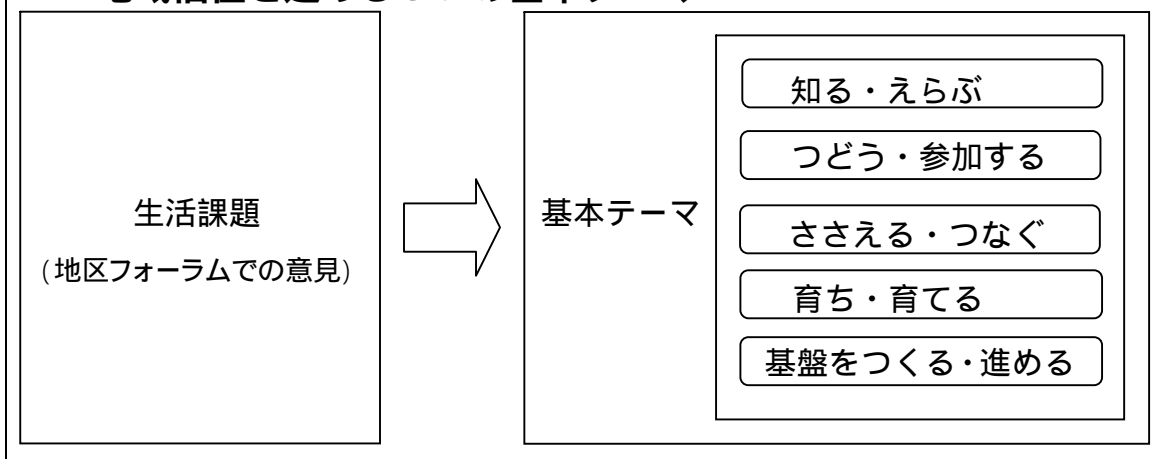 生活課題
(地区フォーラムでの意見)
基本テーマ
知る・えらぶ
つどう・参加する
ささえる・つなぐ
育ち・育てる
基盤をつくる・進める